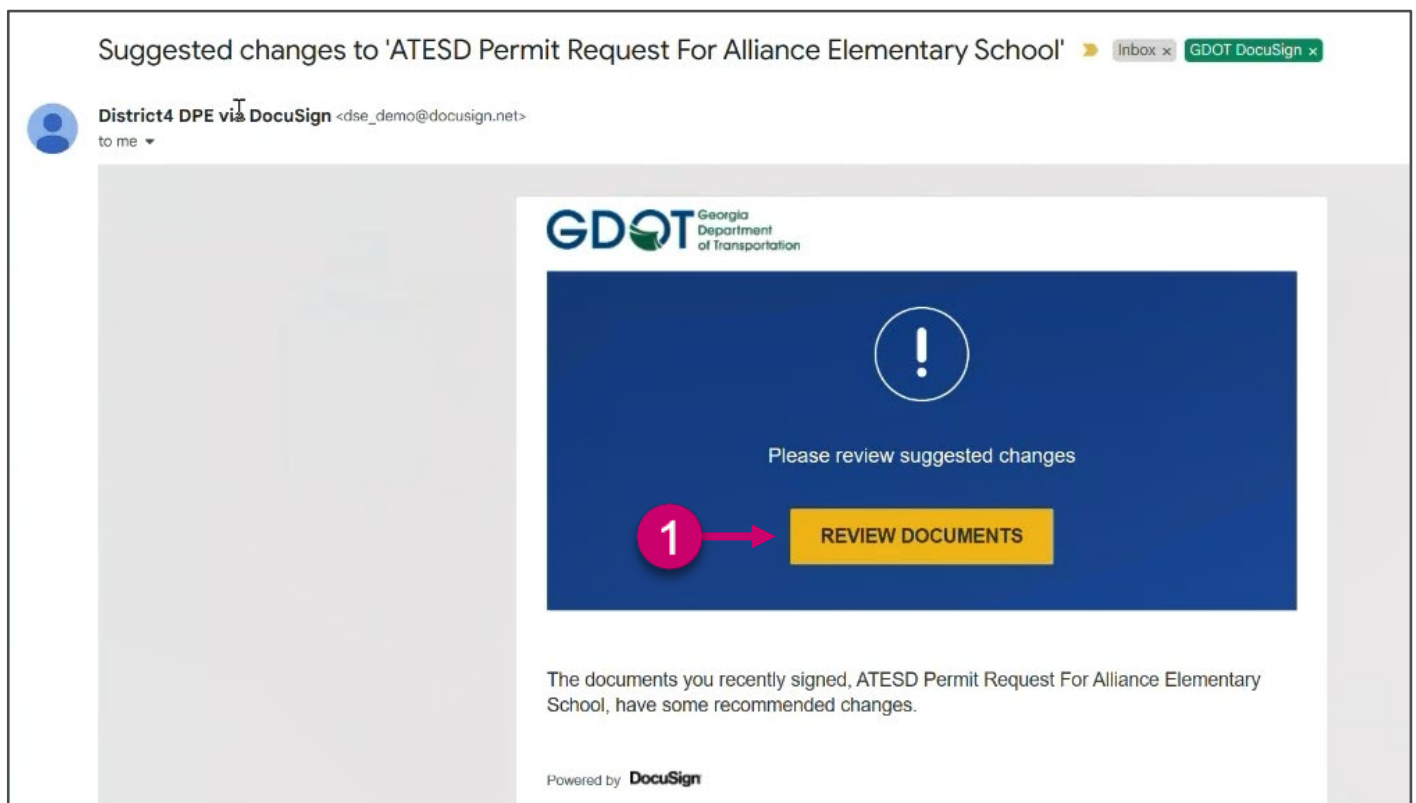 Suggested changes to 'ATESD Permit Request For Alliance Elementary School' Inbox x GDOT DocuSign x
District4 DPE via DocuSign <dse_demo@docusign.net>
to me
GDOT Georgia
Department
of Transportation
!
Please review suggested changes
1 REVIEW DOCUMENTS
The documents you recently signed, ATESD Permit Request For Alliance Elementary
School, have some recommended changes.
Powered by DocuSign